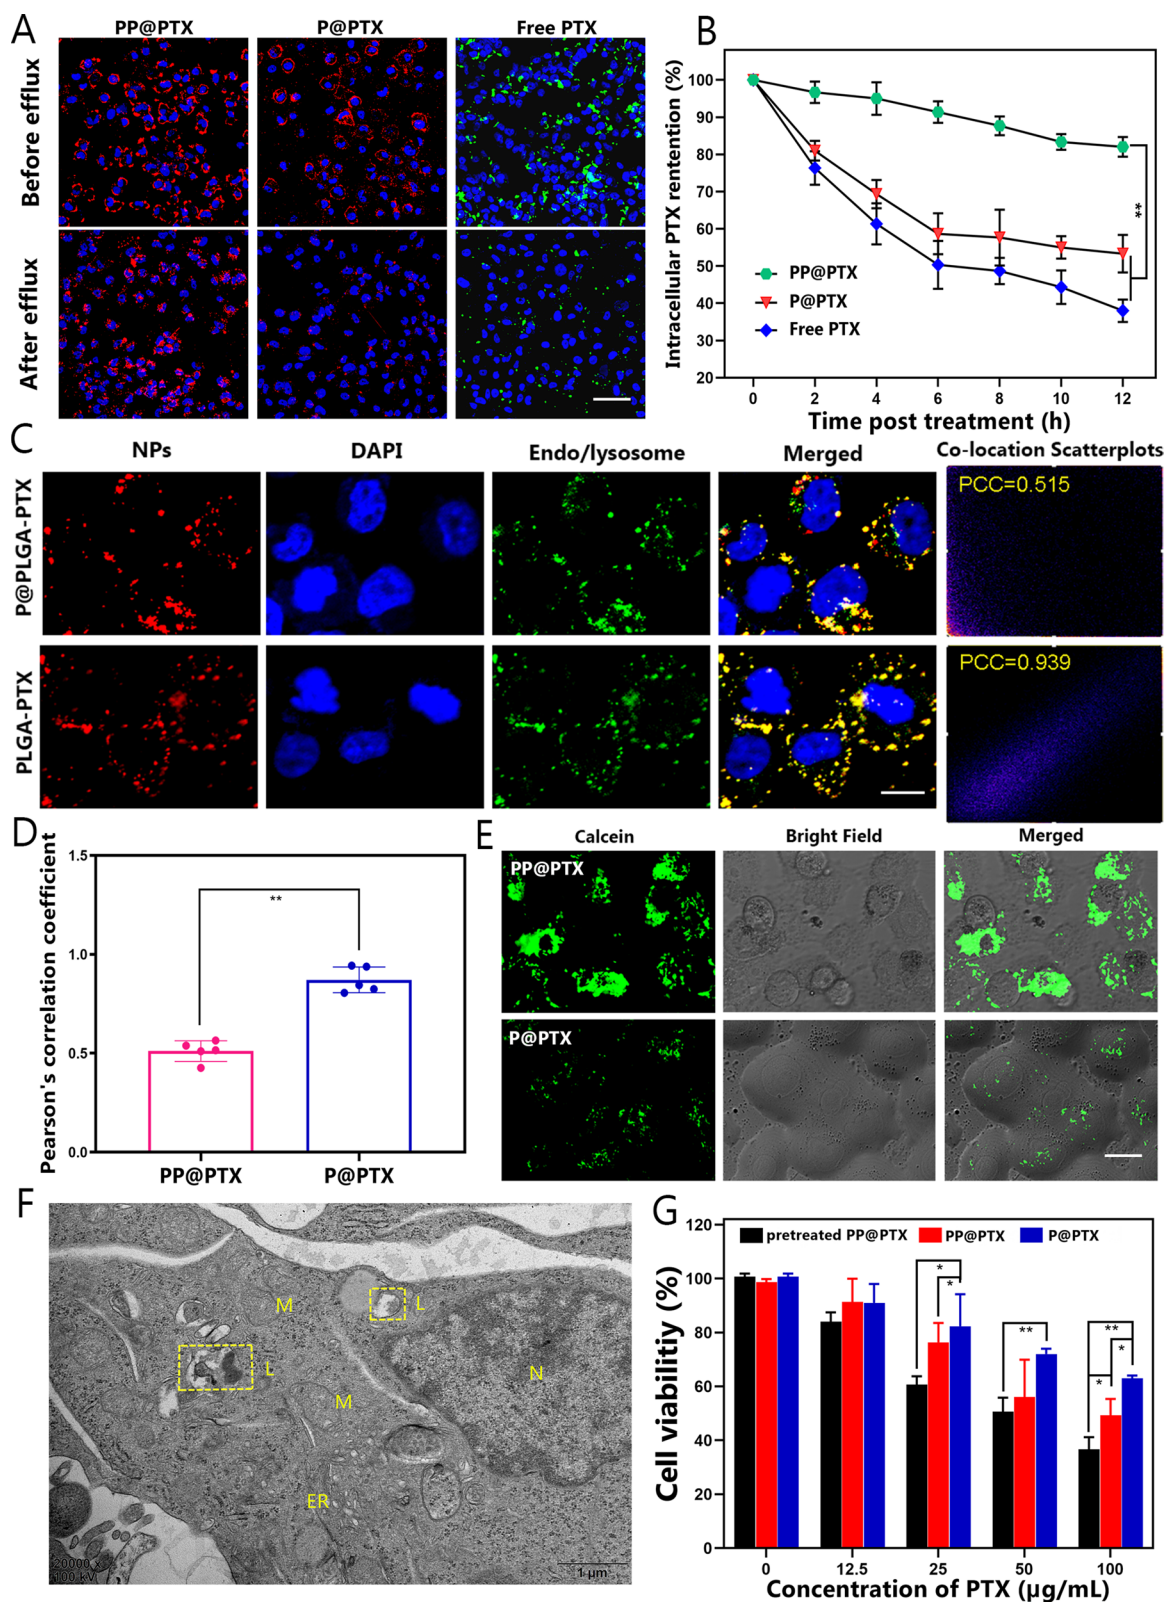 A
PP@PTX
P@PTX
Free PTX
Before efflux
After efflux
B
Intracellular PTX rentention (%)
100
90
80
70
60
50
40
30
20
PP@PTX
P@PTX
Free PTX
**
0
2
4
6
8
10
12
Time post treatment (h)
C
NPs
DAPI
Endo/lysosome
Merged
Co-location Scatterplots
P@PLGA-PTX
PCC=0.515
PLGA-PTX
PCC=0.939
D
Pearson's correlation coefficient
1.5
1.0
0.5
0.0
**
PP@PTX
P@PTX
E
Calcein
Bright Field
Merged
PP@PTX
P@PTX
F
M
L
L
N
M
ER
20000 x
100 kV
1 μm
G
Cell viabilitiy (%)
120
100
80
60
40
20
0
pretreated PP@PTX
PP@PTX
P@PTX
*
*
**
**
*
*
0
12.5
25
50
100
Concentration of PTX (μg/mL)